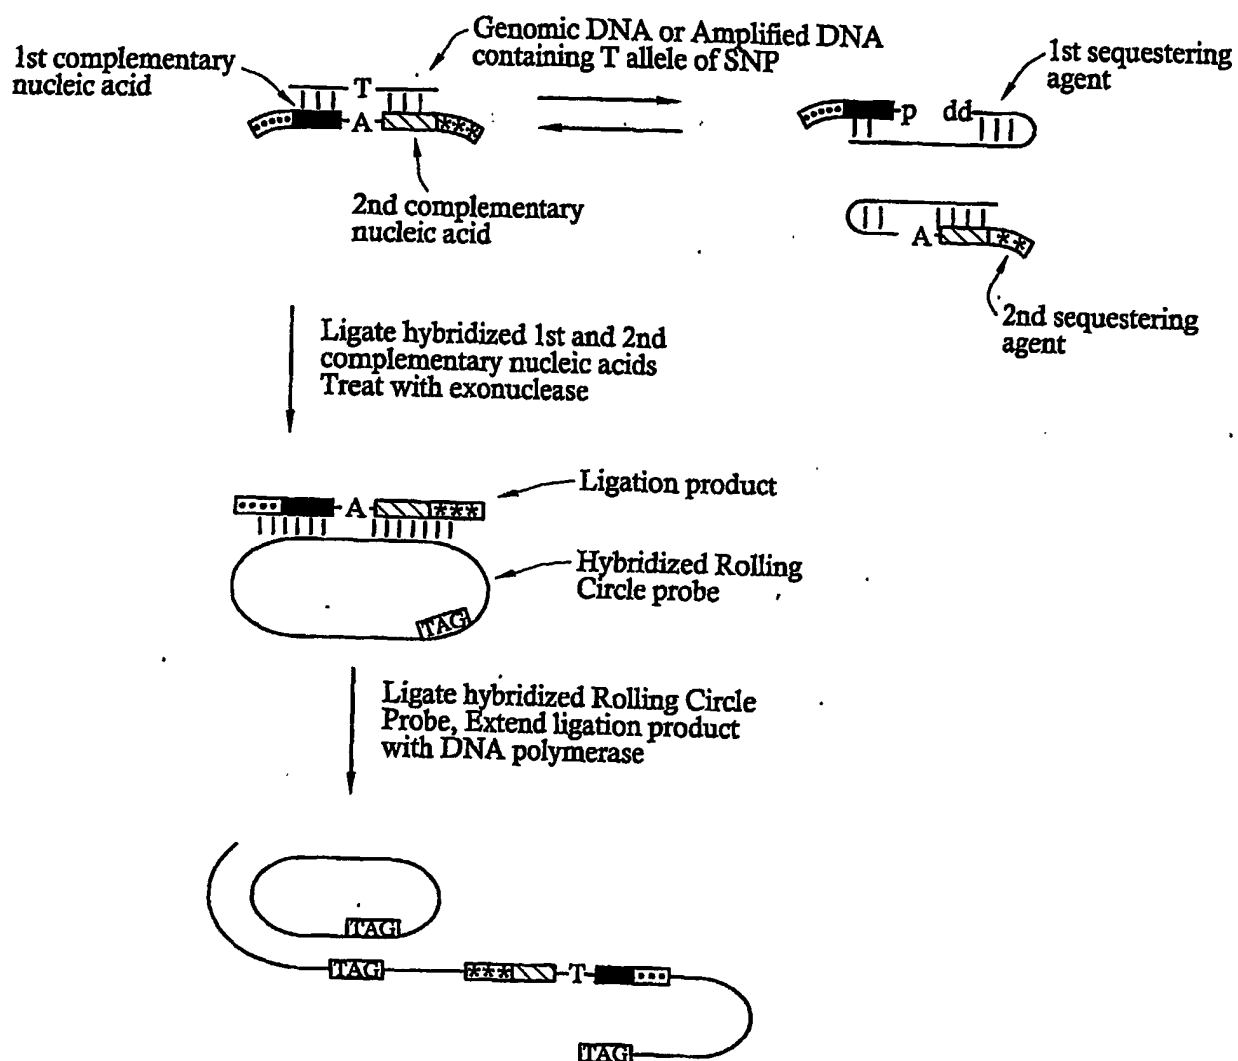 Genomic DNA or Amplified DNA
containing T allele of SNP
1st complementary
nucleic acid
1st sequestering
agent
T
A
p dd
2nd complementary
nucleic acid
A
2nd sequestering
agent
Ligate hybridized 1st and 2nd
complementary nucleic acids
Treat with exonuclease
A
Ligation product
Hybridized Rolling
Circle probe
TAG
Ligate hybridized Rolling Circle
Probe, Extend ligation product
with DNA polymerase
TAG
TAG
T
TAG